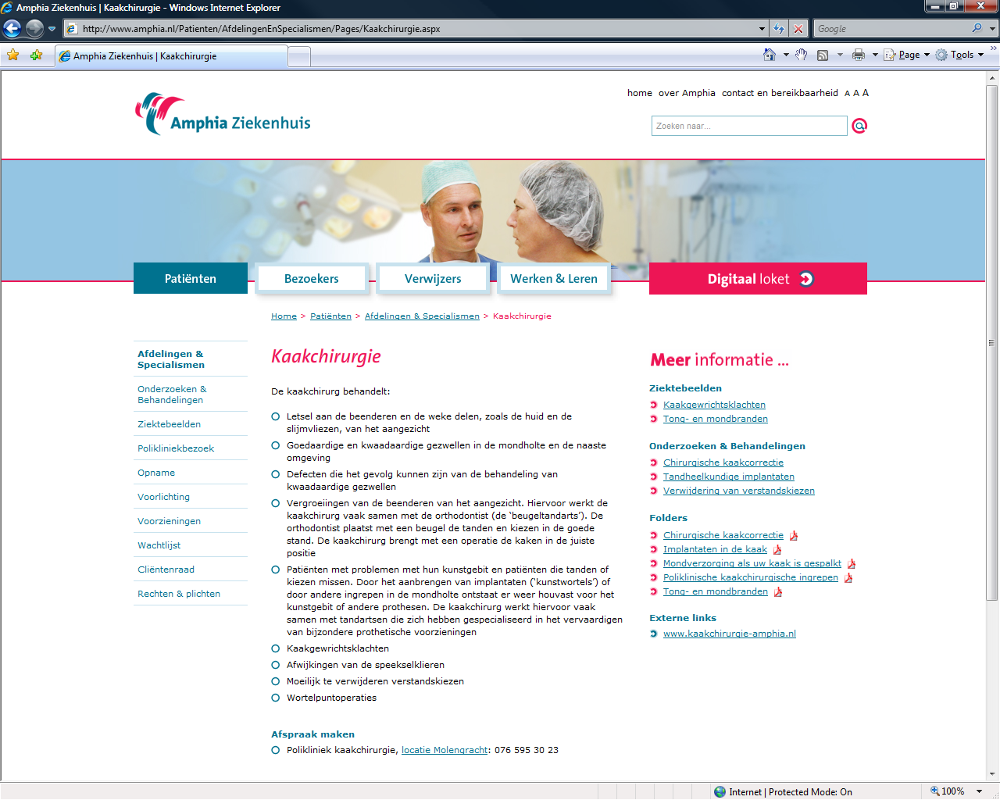 Amphia Ziekenhuis | Kaakchirurgie - Windows Internet Explorer
http://www.amphia.nl/Patienten/AfdelingenEnSpecialismen/Pages/Kaakchirurgie.aspx
Google
Amphia Ziekenhuis | Kaakchirurgie
Page
Tools
home over Amphia contact en bereikbaarheid A A A
Amphia Ziekenhuis
Zoeken naar...
Patiënten
Bezoekers
Verwijzers
Werken & Leren
Digitaal loket
Home > Patiënten > Afdelingen & Specialismen > Kaakchirurgie
Afdelingen &
Specialismen
Onderzoeken &
Behandelingen
Ziektebeelden
Polikliniekbezoek
Opname
Voorlichting
Voorzieningen
Wachtlijst
Cliëntenraad
Rechten & plichten
Kaakchirurgie
De kaakchirurg behandelt:
Letsel aan de beenderen en de weke delen, zoals de huid en de
slijmvliezen, van het aangezicht
Goedaardige en kwaadaardige gezwellen in de mondholte en de naaste
omgeving
Defecten die het gevolg kunnen zijn van de behandeling van
kwaadaardige gezwellen
Vergroeiingen van de beenderen van het aangezicht. Hiervoor werkt de
kaakchirurg vaak samen met de orthodontist (de ‘beugeltandarts’). De
orthodontist plaatst met een beugel de tanden en kiezen in de goede
stand. De kaakchirurg brengt met een operatie de kaken in de juiste
positie
Patiënten met problemen met hun kunstgebit en patiënten die tanden of
kiezen missen. Door het aanbrengen van implantaten (‘kunstwortels’) of
door andere ingrepen in de mondholte ontstaat er weer houvast voor het
kunstgebit of andere prothesen. De kaakchirurg werkt hiervoor vaak
samen met tandartsen die zich hebben gespecialiseerd in het vervaardigen
van bijzondere prothetische voorzieningen
Kaakgewrichtsklachten
Afwijkingen van de speekselklieren
Moeilijk te verwijderen verstandskiezen
Wortelpuntoperaties
Afspraak maken
Polikliniek kaakchirurgie, locatie Molengracht: 076 595 30 23
Meer informatie ...
Ziektebeelden
Kaakgewrichtsklachten
Tong- en mondbranden
Onderzoeken & Behandelingen
Chirurgische kaakcorrectie
Tandheelkundige implantaten
Verwijdering van verstandskiezen
Folders
Chirurgische kaakcorrectie
Implantaten in de kaak
Mondverzorging als uw kaak is gespalkt
Poliklinische kaakchirurgische ingrepen
Tong- en mondbranden
Externe links
www.kaakchirurgie-amphia.nl
Internet | Protected Mode: On
100%